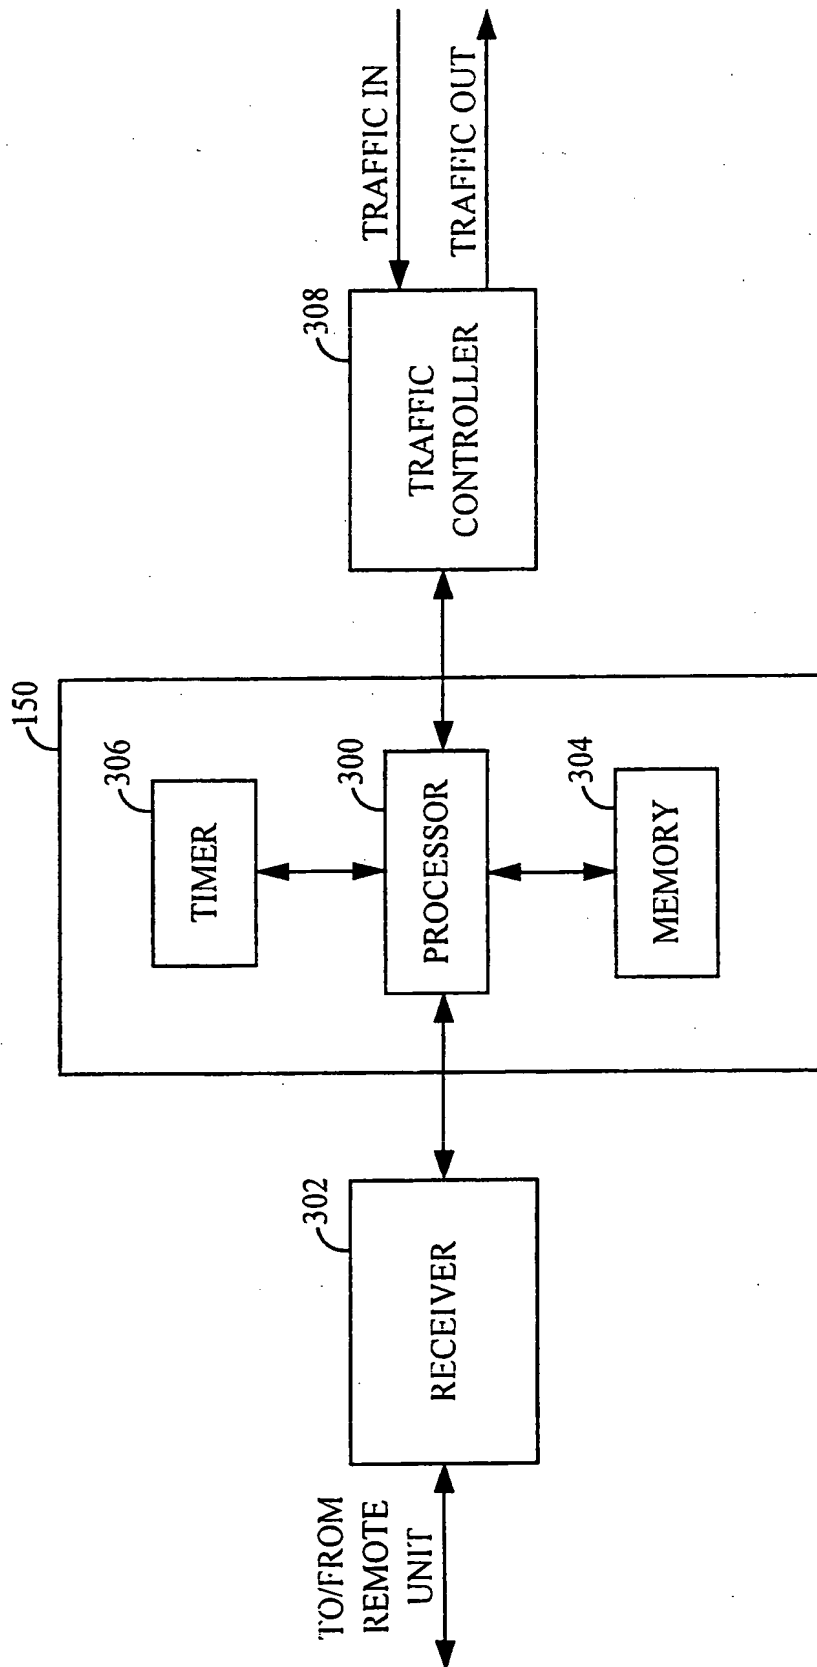 TO/FROM
REMOTE
UNIT
302
RECEIVER
150
306
TIMER
300
PROCESSOR
304
MEMORY
308
TRAFFIC
CONTROLLER
TRAFFIC IN
TRAFFIC OUT